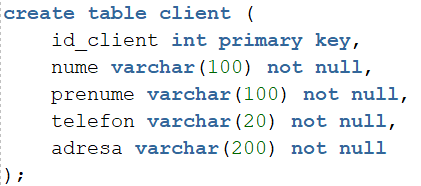 create table client (
    id_client int primary key,
    nume varchar(100) not null,
    prenume varchar(100) not null,
    telefon varchar(20) not null,
    adresa varchar(200) not null
);